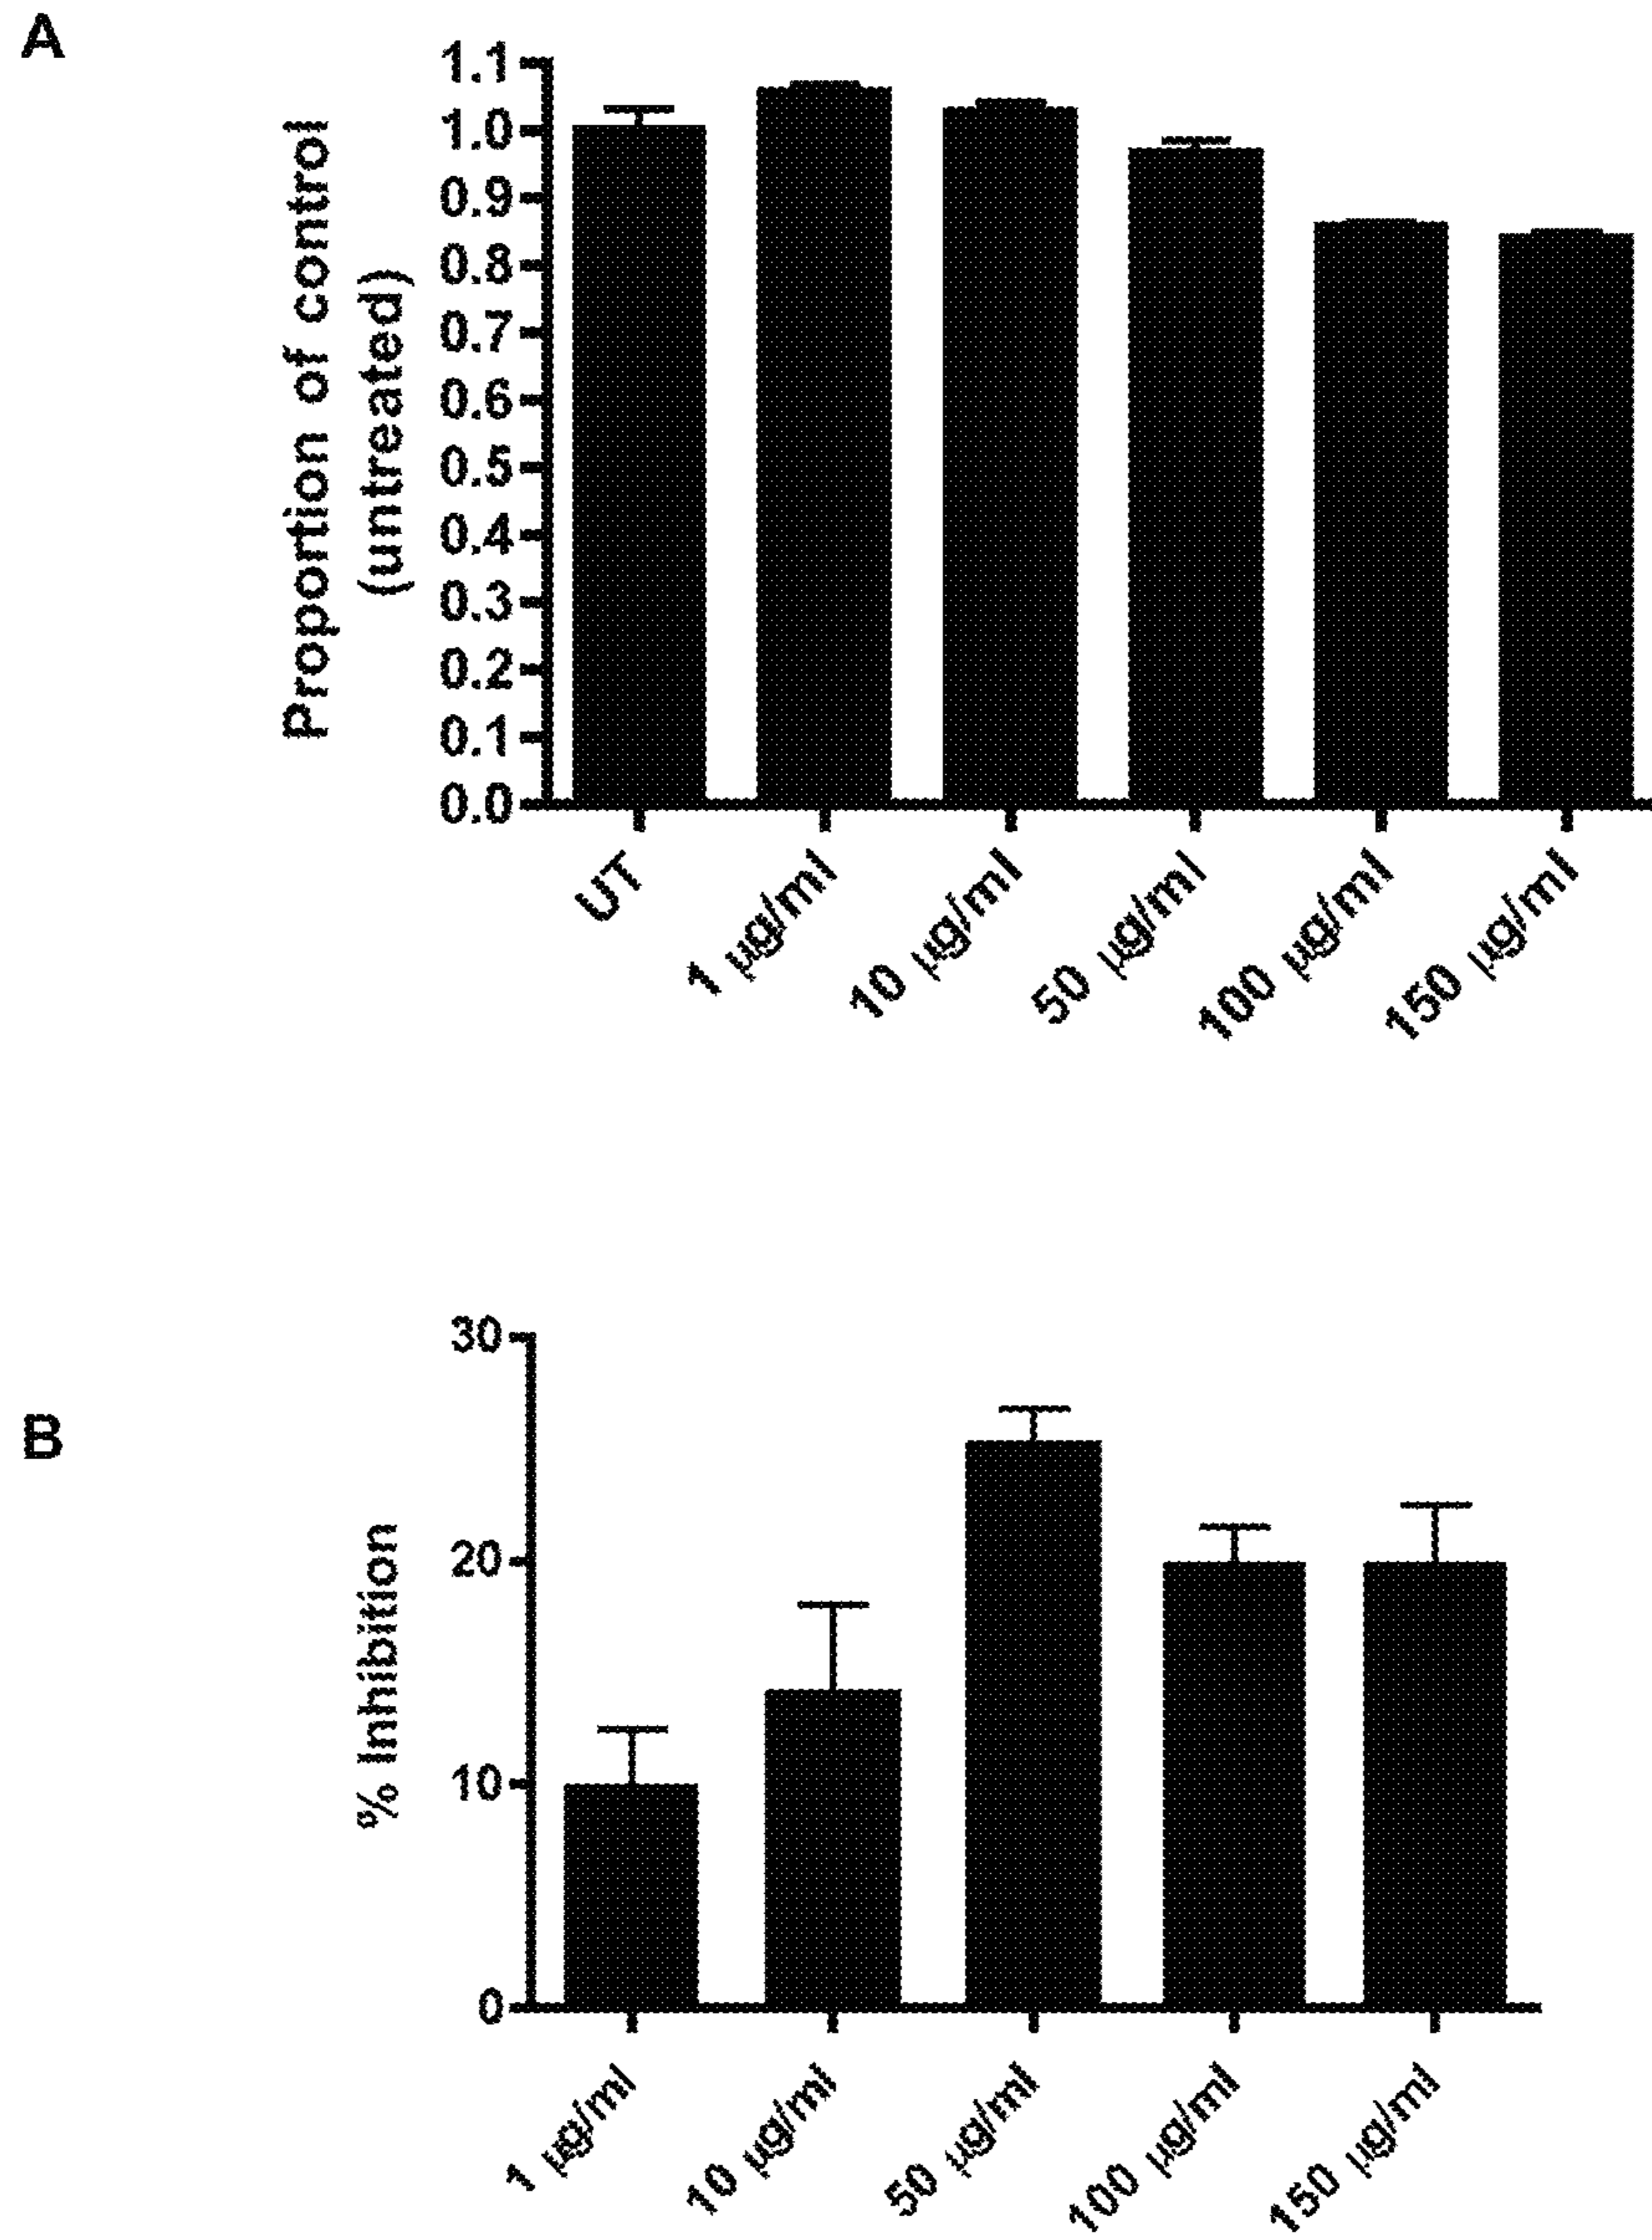 A
Proportion of control
(untreated)
1.1
1.0
0.9
0.8
0.7
0.6
0.5
0.4
0.3
0.2
0.1
0.0
UT
1 µg/ml
10 µg/ml
50 µg/ml
100 µg/ml
150 µg/ml
B
% Inhibition
30
20
10
0
1 µg/ml
10 µg/ml
50 µg/ml
100 µg/ml
150 µg/ml